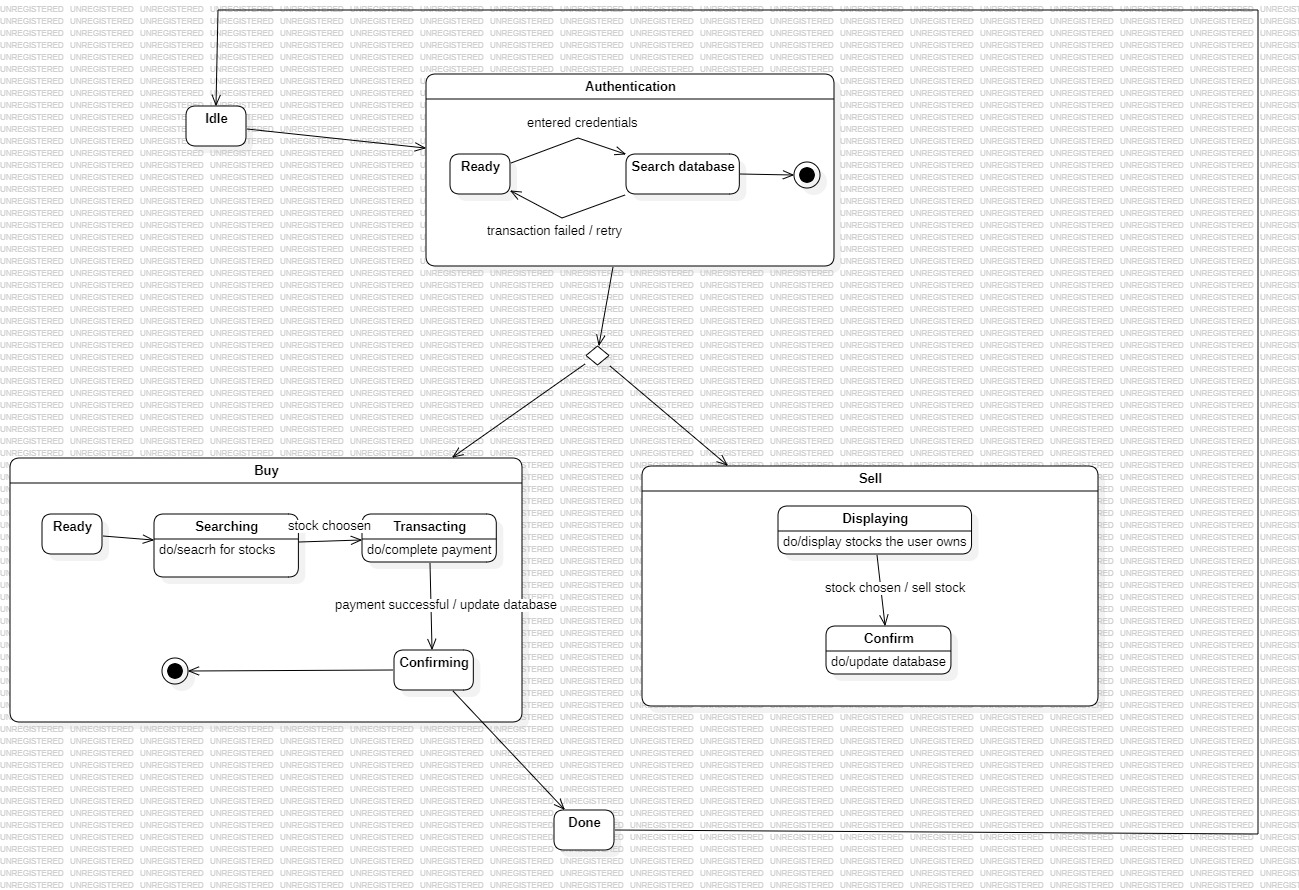 Authentication
Idle
entered credentials
Ready
Search database
transaction failed / retry
Buy
Sell
Ready
Searching
stock choosen
Transacting
do/seacrh for stocks
do/complete payment
Displaying
do/display stocks the user owns
payment successful / update database
stock chosen / sell stock
Confirming
Confirm
do/update database
Done
UNREGISTERED